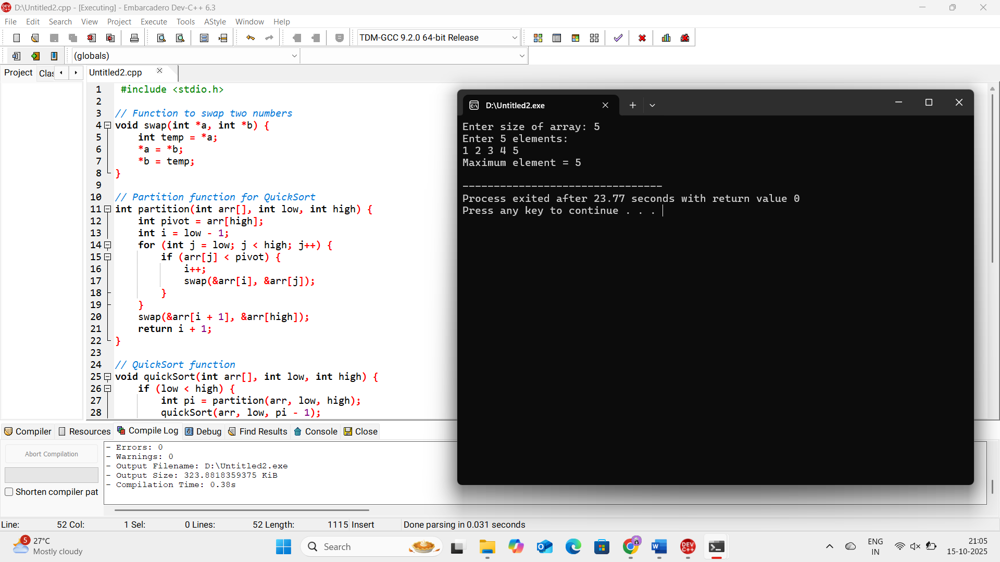 D:\Untitled2.cpp - [Executing] - Embarcadero Dev-C++ 6.3
File Edit Search View Project Execute Tools AStyle Window Help
TDM-GCC 9.2.0 64-bit Release
(globals)
Project Clas Untitled2.cpp
1 #include <stdio.h>
2
3 // Function to swap two numbers
4 void swap(int *a, int *b) {
5 int temp = *a;
6 *a = *b;
7 *b = temp;
8 }
9
10 // Partition function for QuickSort
11 int partition(int arr[], int low, int high) {
12 int pivot = arr[high];
13 int i = low - 1;
14 for (int j = low; j < high; j++) {
15 if (arr[j] < pivot) {
16 i++;
17 swap(&arr[i], &arr[j]);
18 }
19 }
20 swap(&arr[i + 1], &arr[high]);
21 return i + 1;
22 }
23
24 // QuickSort function
25 void quickSort(int arr[], int low, int high) {
26 if (low < high) {
27 int pi = partition(arr, low, high);
28 quickSort(arr, low, pi - 1);
D:\Untitled2.exe
Enter size of array: 5
Enter 5 elements:
1 2 3 4 5
Maximum element = 5
--------------------------------
Process exited after 23.77 seconds with return value 0
Press any key to continue . . .
Compiler Resources Compile Log Debug Find Results Console Close
Abort Compilation
Shorten compiler pat
- Errors: 0
- Warnings: 0
- Output Filename: D:\Untitled2.exe
- Output Size: 323.8818359375 KiB
- Compilation Time: 0.38s
Line: 52 Col: 1 Sel: 0 Lines: 52 Length: 1115 Insert Done parsing in 0.031 seconds
5
27°C
Mostly cloudy
Search
DEV
C++
ENG
IN
21:05
15-10-2025